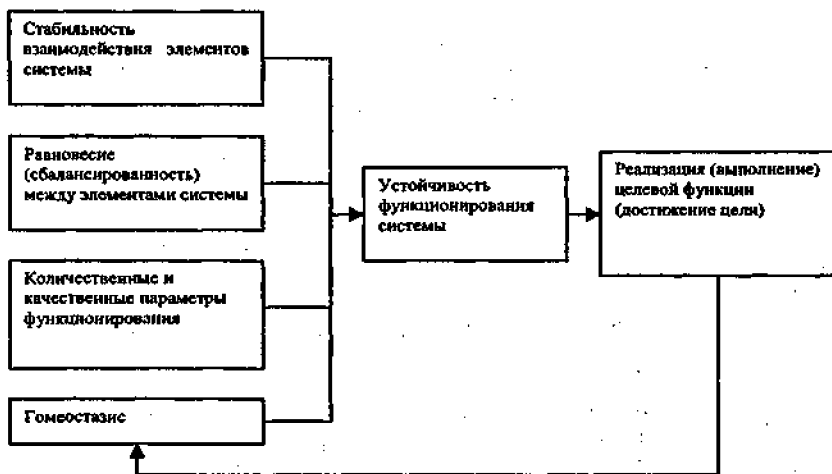 Стабильность
взаимодействия элементов
системы
Равновесие
(сбалансированность)
между элементами системы
Количественные и
качественные параметры
функционирования
Гомеостазис
Устойчивость
функционирования
системы
Реализация (выполнение)
целевой функции
(достижение цели)